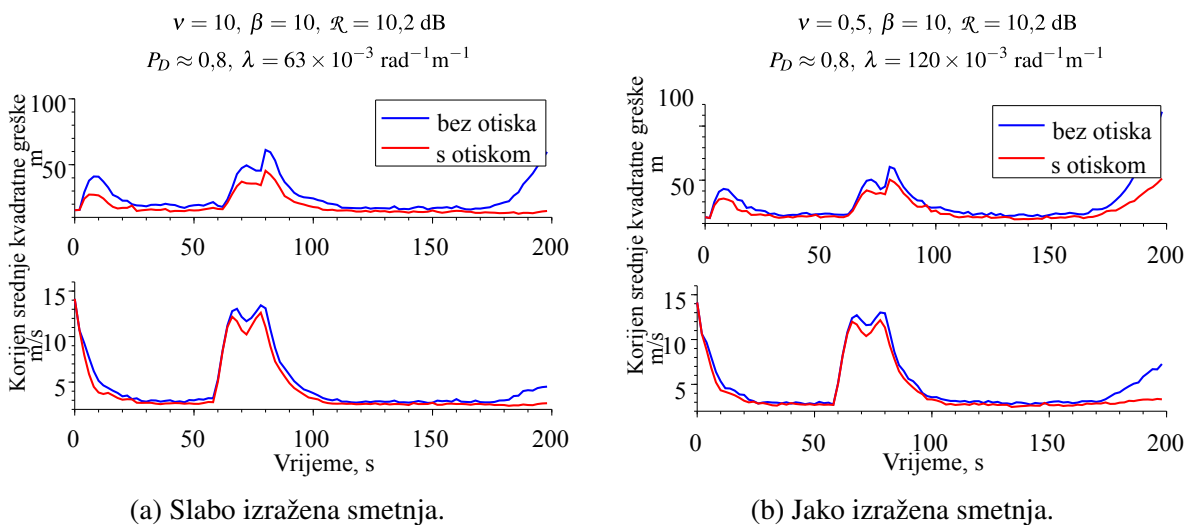 ν = 10, β = 10, ℛ = 10,2 dB
P_D ≈ 0,8, λ = 63 × 10⁻³ rad⁻¹m⁻¹
Korijen srednje kvadratne greške
m
m/s
100
50
bez otiska
s otiskom
0 50 100 150 200
15
10
5
0 50 100 150 200
Vrijeme, s
(a) Slabo izražena smetnja.
ν = 0,5, β = 10, ℛ = 10,2 dB
P_D ≈ 0,8, λ = 120 × 10⁻³ rad⁻¹m⁻¹
Korijen srednje kvadratne greške
m
m/s
100
50
bez otiska
s otiskom
0 50 100 150 200
15
10
5
0 50 100 150 200
Vrijeme, s
(b) Jako izražena smetnja.